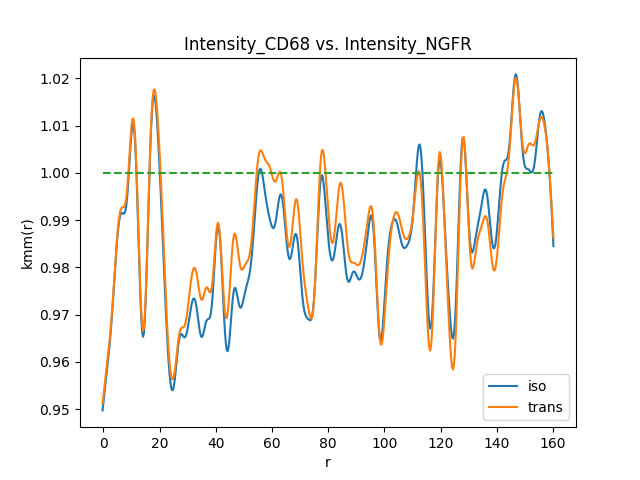 Intensity_CD68 vs. Intensity_NGFR
kmm(r)
1.02
1.01
1.00
0.99
0.98
0.97
0.96
0.95
0 20 40 60 80 100 120 140 160
r
iso
trans